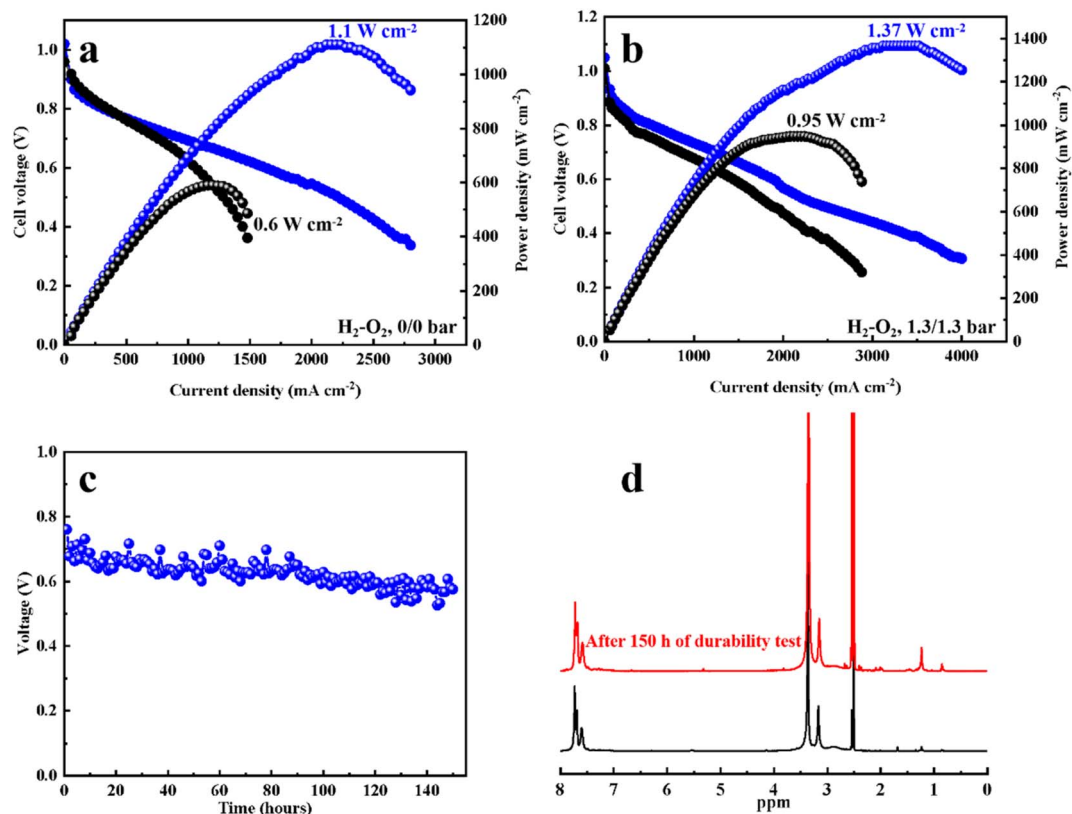 a
1.1 W cm-2
0.6 W cm-2
H2-O2, 0/0 bar
Cell voltage (V)
0.0
0.2
0.4
0.6
0.8
1.0
Power density (mW cm-2)
0
200
400
600
800
1000
1200
0 500 1000 1500 2000 2500 3000
Current density (mA cm-2)
b
1.37 W cm-2
0.95 W cm-2
H2-O2, 1.3/1.3 bar
Cell voltage (V)
0.0
0.2
0.4
0.6
0.8
1.0
1.2
Power density (mW cm-2)
0
200
400
600
800
1000
1200
1400
0 1000 2000 3000 4000
Current density (mA cm-2)
c
Voltage (V)
0.0
0.2
0.4
0.6
0.8
1.0
0 20 40 60 80 100 120 140
Time (hours)
d
After 150 h of durability test
8 7 6 5 4 3 2 1 0
ppm